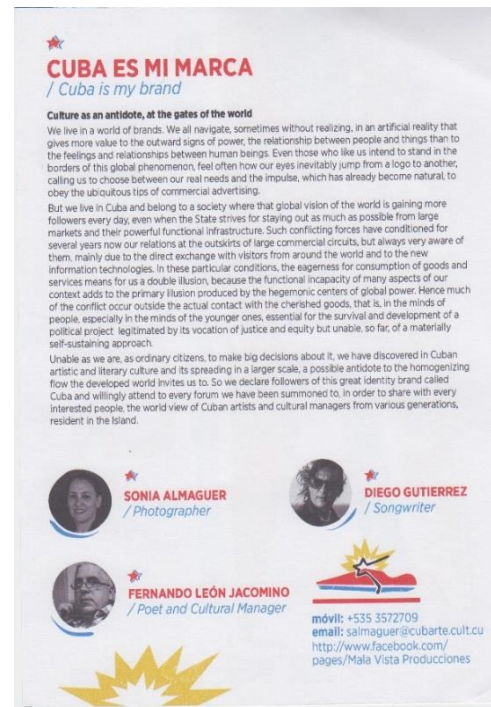 CUBA ES MI MARCA
/ Cuba is my brand
Culture as an antidote, at the gates of the world
We live in a world of brands. We all navigate, sometimes without realizing, in an artificial reality that
gives more value to the outward signs of power, the relationship between people and things than to
the feelings and relationships between human beings. Even those who like us intend to stand in the
borders of this global phenomenon, feel often how our eyes inevitably jump from a logo to another,
calling us to choose between our real needs and the impulse, which has already become natural, to
obey the ubiquitous tips of commercial advertising.
But we live in Cuba and belong to a society where that global vision of the world is gaining more
followers every day, even when the State strives for staying out as much as possible from large
markets and their powerful functional infrastructure. Such conflicting forces have conditioned for
several years now our relations at the outskirts of large commercial circuits, but always very aware of
them, mainly due to the direct exchange with visitors from around the world and to the new
information technologies. In these particular conditions, the eagerness for consumption of goods and
services means for us a double illusion, because the functional incapacity of many aspects of our
context adds to the primary illusion produced by the hegemonic centers of global power. Hence much
of the conflict occur outside the actual contact with the cherished goods, that is, in the minds of
people, especially in the minds of the younger ones, essential for the survival and development of a
political project legitimated by its vocation of justice and equity but unable, so far, of a materially
self-sustaining approach.
Unable as we are, as ordinary citizens, to make big decisions about it, we have discovered in Cuban
artistic and literary culture and its spreading in a larger scale, a possible antidote to the homogenizing
flow the developed world invites us to. So we declare followers of this great identity brand called
Cuba and willingly attend to every forum we have been summoned to, in order to share with every
interested people, the world view of Cuban artists and cultural managers from various generations,
resident in the Island.
SONIA ALMAGUER
/ Photographer
DIEGO GUTIERREZ
/ Songwriter
FERNANDO LEÓN JACOMINO
/ Poet and Cultural Manager
móvil: +535 3572709
email: salmaguer@cubarte.cult.cu
http://www.facebook.com/
pages/Mala Vista Producciones